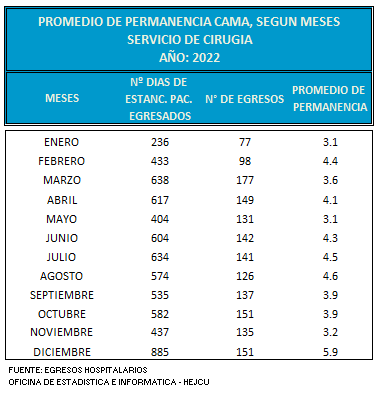 PROMEDIO DE PERMANENCIA CAMA, SEGUN MESES
SERVICIO DE CIRUGIA
AÑO: 2022
MESES Nº DIAS DE ESTANC. PAC. EGRESADOS N° DE EGRESOS PROMEDIO DE PERMANENCIA
ENERO 236 77 3.1
FEBRERO 433 98 4.4
MARZO 638 177 3.6
ABRIL 617 149 4.1
MAYO 404 131 3.1
JUNIO 604 142 4.3
JULIO 634 141 4.5
AGOSTO 574 126 4.6
SEPTIEMBRE 535 137 3.9
OCTUBRE 582 151 3.9
NOVIEMBRE 437 135 3.2
DICIEMBRE 885 151 5.9
FUENTE: EGRESOS HOSPITALARIOS
OFICINA DE ESTADISTICA E INFORMATICA - HEJCU